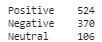 Positive    524
Negative    370
Neutral     106